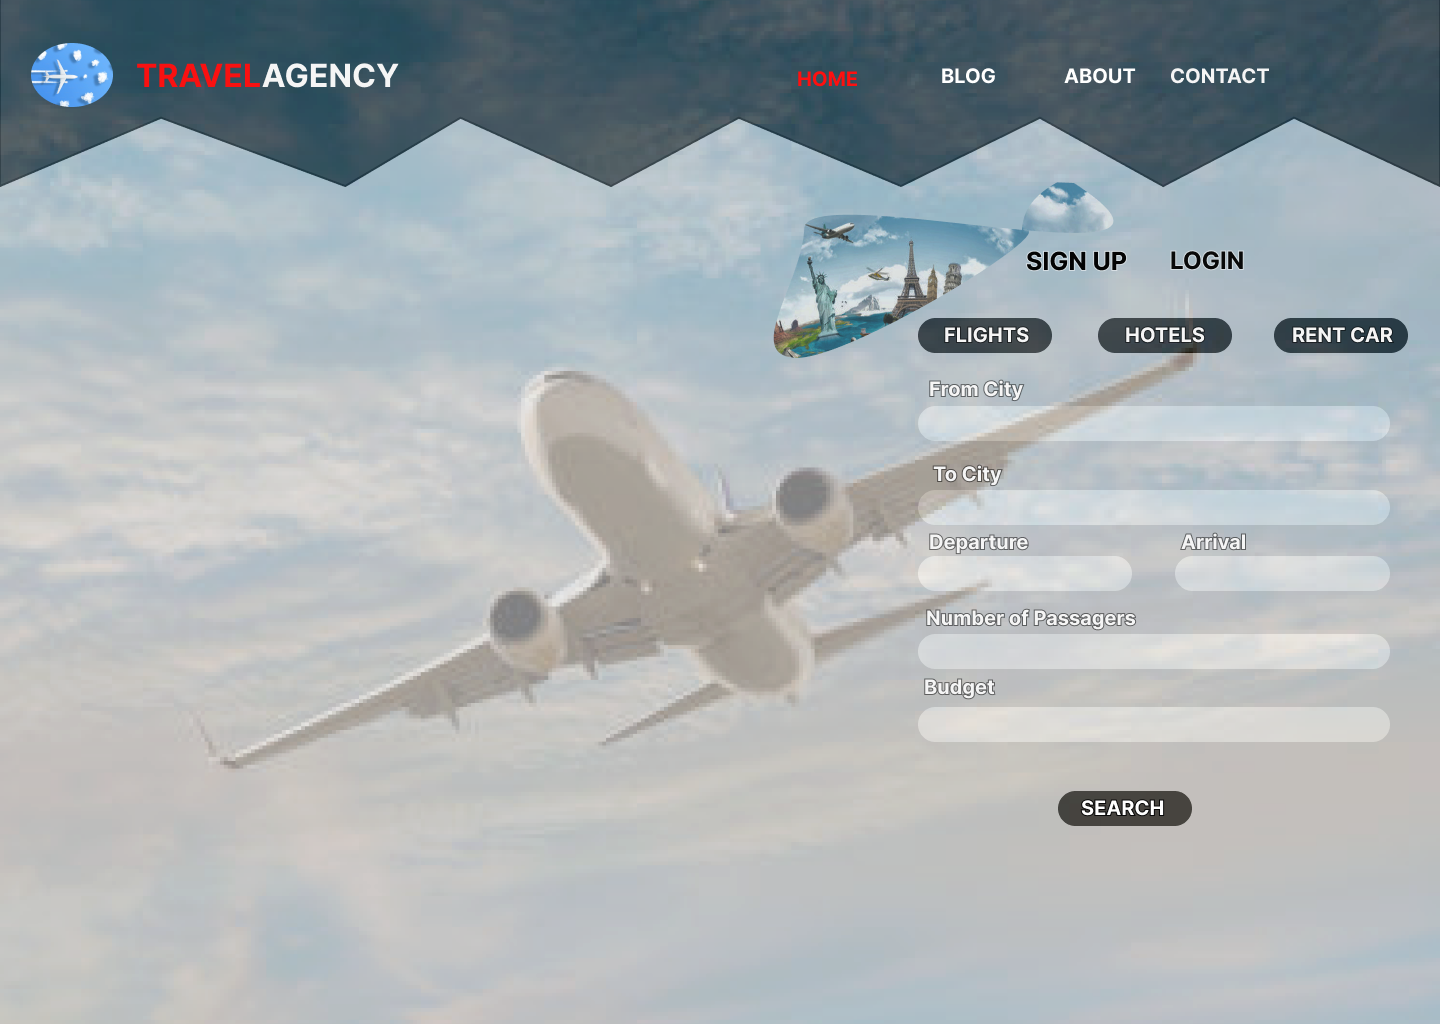 TRAVELAGENCY
HOME BLOG ABOUT CONTACT
SIGN UP LOGIN
FLIGHTS HOTELS RENT CAR
From City
To City
Departure Arrival
Number of Passagers
Budget
SEARCH